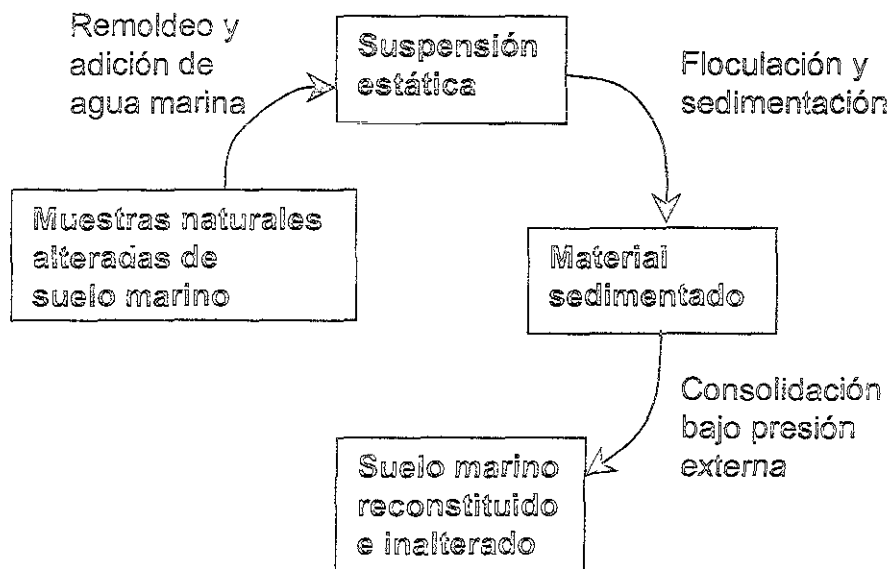 Remoldeo y
adición de
agua marina
Suspensión
estática
Floculación y
sedimentación
Muestras naturales
alteradas de
suelo marino
Material
sedimentado
Consolidación
bajo presión
externa
Suelo marino
reconstituido
e inalterado